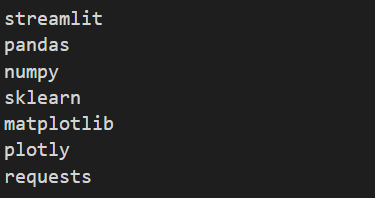 streamlit
pandas
numpy
sklearn
matplotlib
plotly
requests